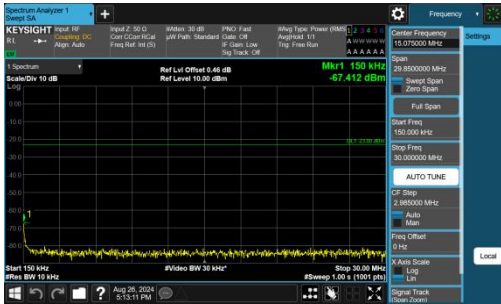 Spectrum Analyzer 1
Swept SA
Frequency
Settings
KEYSIGHT
Input: RF
Input Z: 50 Ω
#Atten: 30 dB
PNO: Fast
#Avg Type: Power (RMS)
1 2 3 4 5 6
RL
Coupling: DC
Corr CCorr RCal
µW Path: Standard
Gate: Off
Avg|Hold: 1/1
Align: Auto
Freq Ref: Int (S)
IF Gain: Low
Trig: Free Run
Sig Track: Off
A W W W W W
A A A A A A
1 Spectrum
Scale/Div 10 dB
Ref Lvl Offset 0.46 dB
Ref Level 10.00 dBm
Mkr1 150 kHz
-67.412 dBm
Log
0.00
-10.0
-20.0
-30.0
-40.0
-50.0
-60.0
-70.0
-80.0
1
Start 150 kHz
#Video BW 30 kHz*
Stop 30.00 MHz
#Res BW 10 kHz
#Sweep 1.00 s (1001 pts)
Center Frequency
15.075000 MHz
Span
29.8500000 MHz
Swept Span
Zero Span
Full Span
Start Freq
150.000 kHz
Stop Freq
30.000000 MHz
AUTO TUNE
CF Step
2.985000 MHz
Auto
Man
Freq Offset
0 Hz
X Axis Scale
Log
Lin
Signal Track
(Span Zoom)
Local
Aug 26, 2024
5:13:11 PM